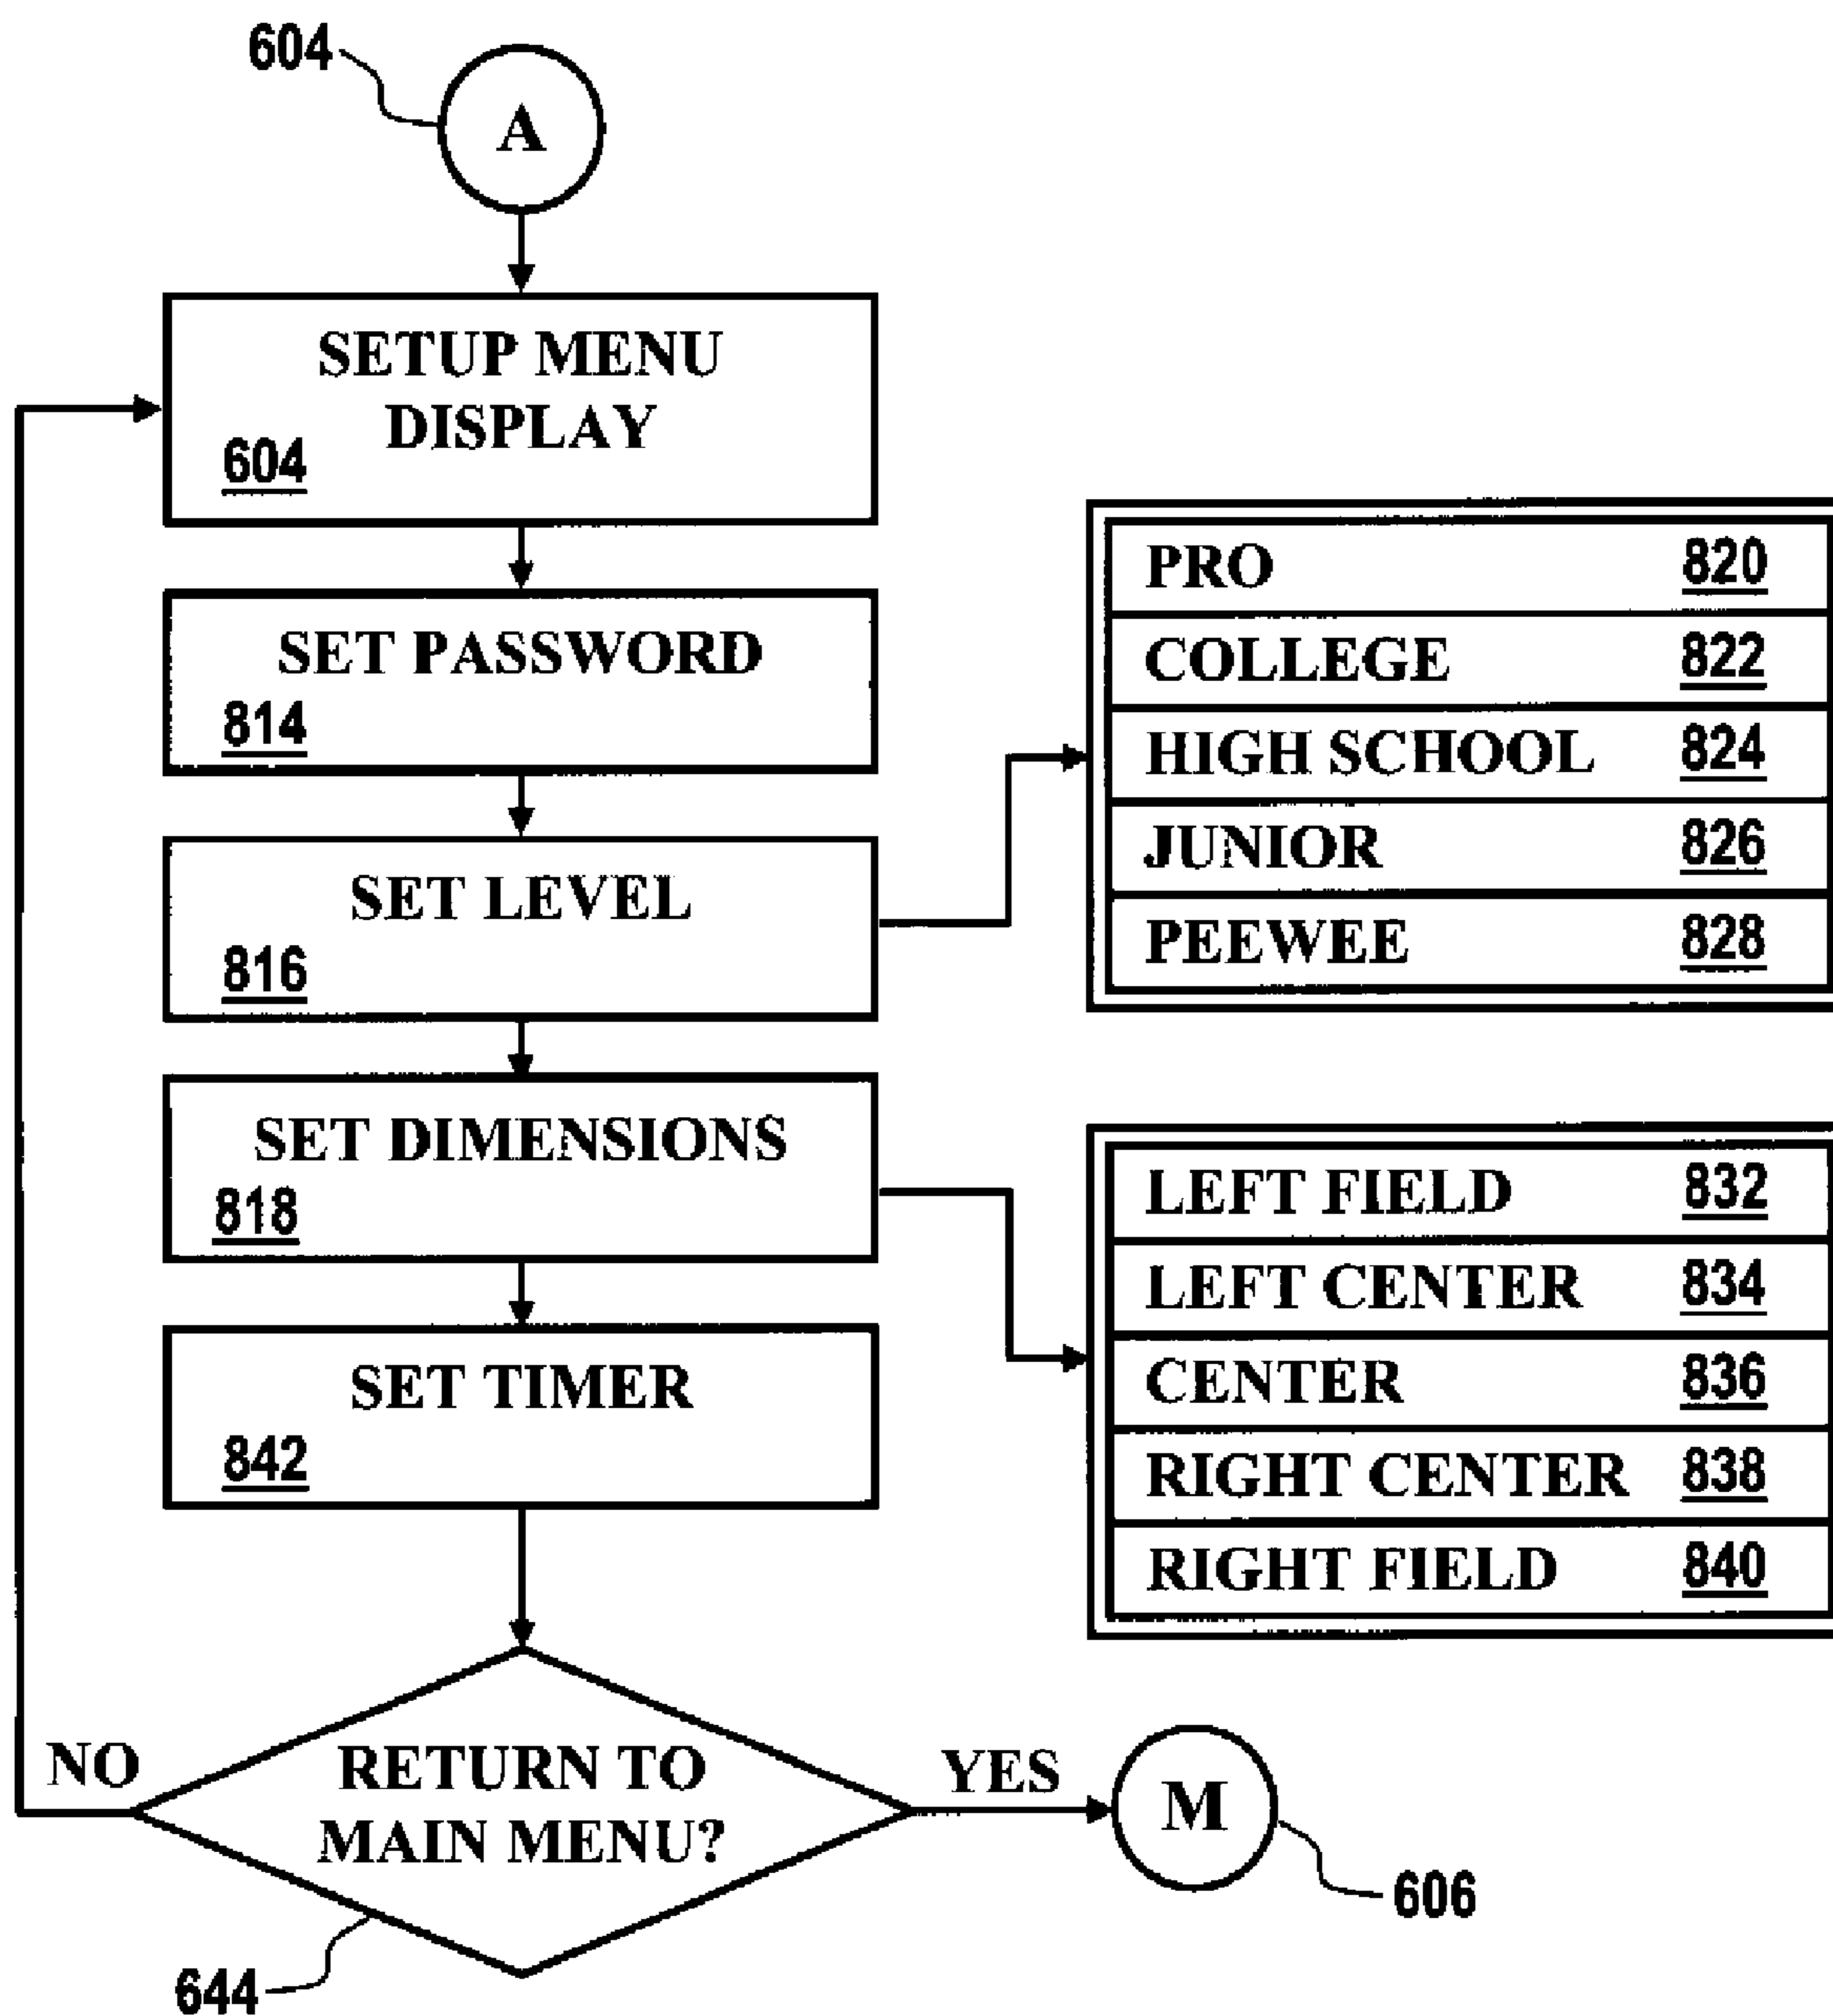 604
A
SETUP MENU
DISPLAY
604
SET PASSWORD
814
SET LEVEL
816
PRO 820
COLLEGE 822
HIGH SCHOOL 824
JUNIOR 826
PEEWEE 828
SET DIMENSIONS
818
LEFT FIELD 832
LEFT CENTER 834
CENTER 836
RIGHT CENTER 838
RIGHT FIELD 840
SET TIMER
842
RETURN TO
MAIN MENU?
NO
YES
M
606
644